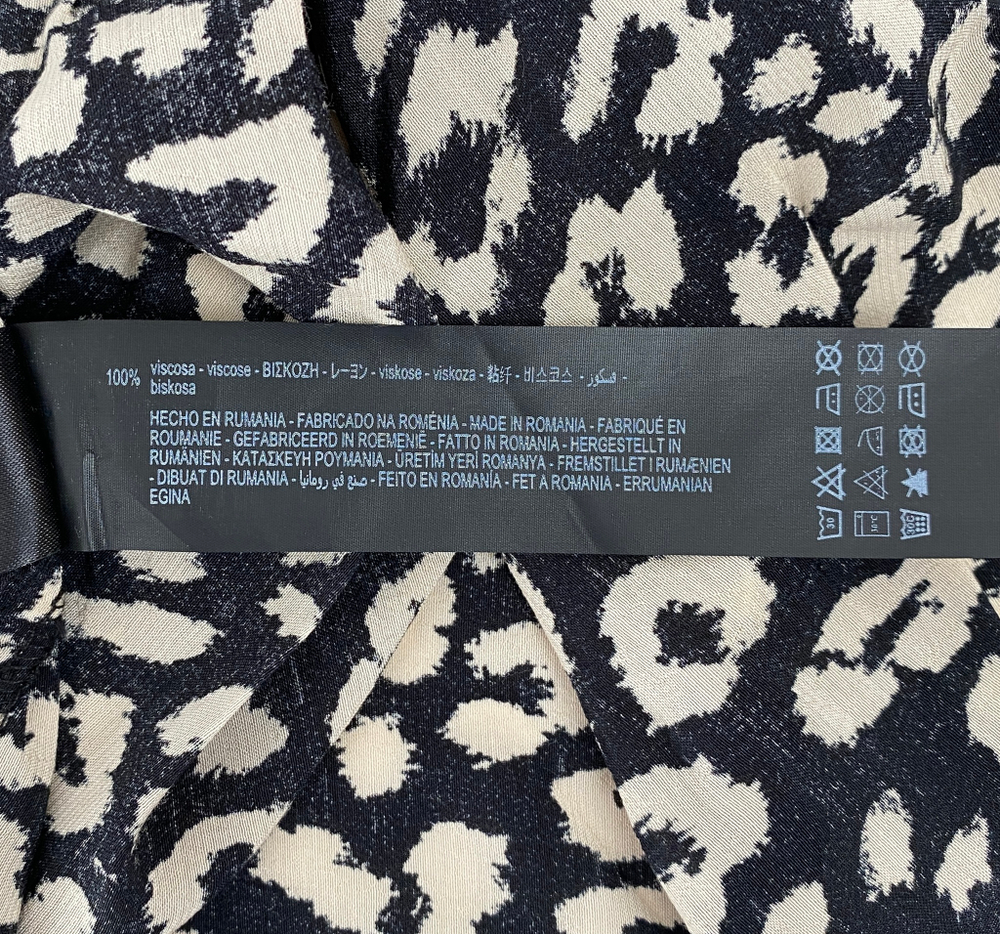 100% viscosa - viscose - ΒΙΣΚΟΖΗ - レーヨン - viskose - viskoza - 粘纤 - 비스코스 - فسكوز -
biskosa
HECHO EN RUMANIA - FABRICADO NA ROMÉNIA - MADE IN ROMANIA - FABRIQUÉ EN
ROUMANIE - GEFABRICEERD IN ROEMENIË - FATTO IN ROMANIA - HERGESTELLT IN
RUMÄNIEN - ΚΑΤΑΣΚΕΥΗ ΡΟΥΜΑΝΙΑ - ÜRETİM YERİ ROMANYA - FREMSTILLET I RUMÆNIEN
- DIBUAT DI RUMANIA - صنع في رومانيا - FEITO EN ROMANÍA - FET A ROMANIA - ERRUMANIAN
EGINA
30 30°C 30C